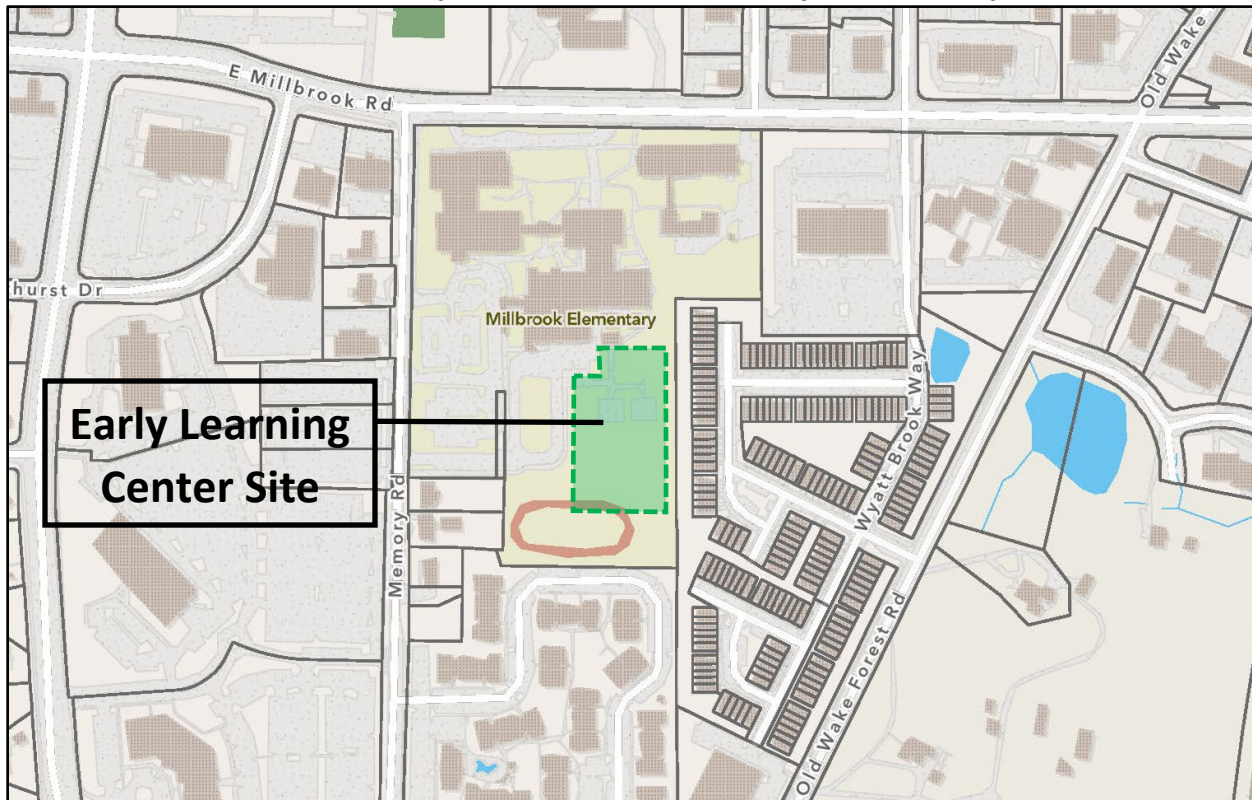 E Millbrook Rd
Old Wake
hurst Dr
Millbrook Elementary
Early Learning
Center Site
Memory Rd
Wyatt Brook Way
Old Wake Forest Rd